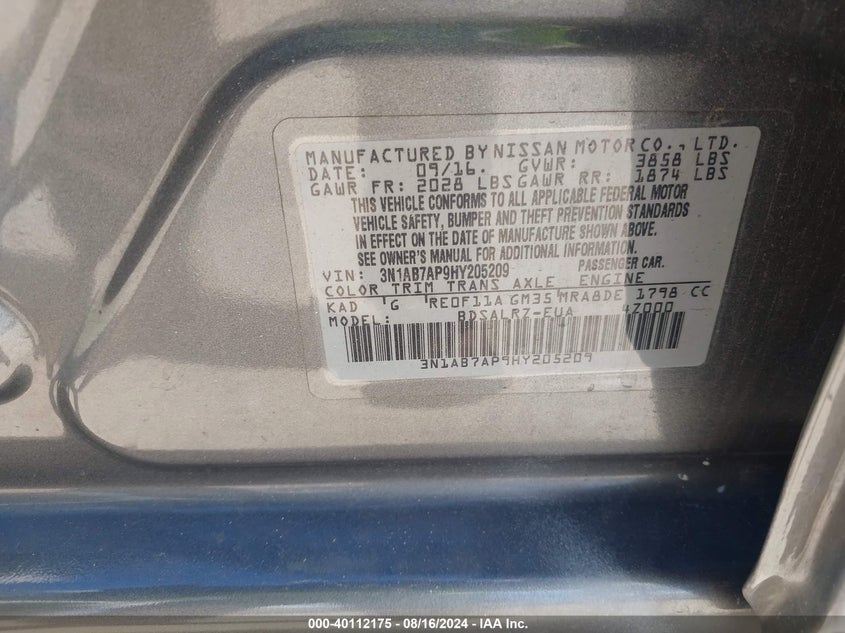 MANUFACTURED BY NISSAN MOTOR CO., LTD.
DATE: 09/16. GVWR: 3858 LBS
GAWR FR: 2028 LBS GAWR RR: 1874 LBS
THIS VEHICLE CONFORMS TO ALL APPLICABLE FEDERAL MOTOR
VEHICLE SAFETY, BUMPER AND THEFT PREVENTION STANDARDS
IN EFFECT ON THE DATE OF MANUFACTURE SHOWN ABOVE.
SEE OWNER'S MANUAL FOR ADDITIONAL INFORMATION.
VIN: 3N1AB7AP9HY205209 PASSENGER CAR.
COLOR TRIM TRANS AXLE ENGINE
KAD G RE0F11A GM35 MRA8DE 1798 CC
MODEL: BDSALRZ-EUA 4Z000
3N1AB7AP9HY205209
000-40112175 - 08/16/2024 - IAA Inc.